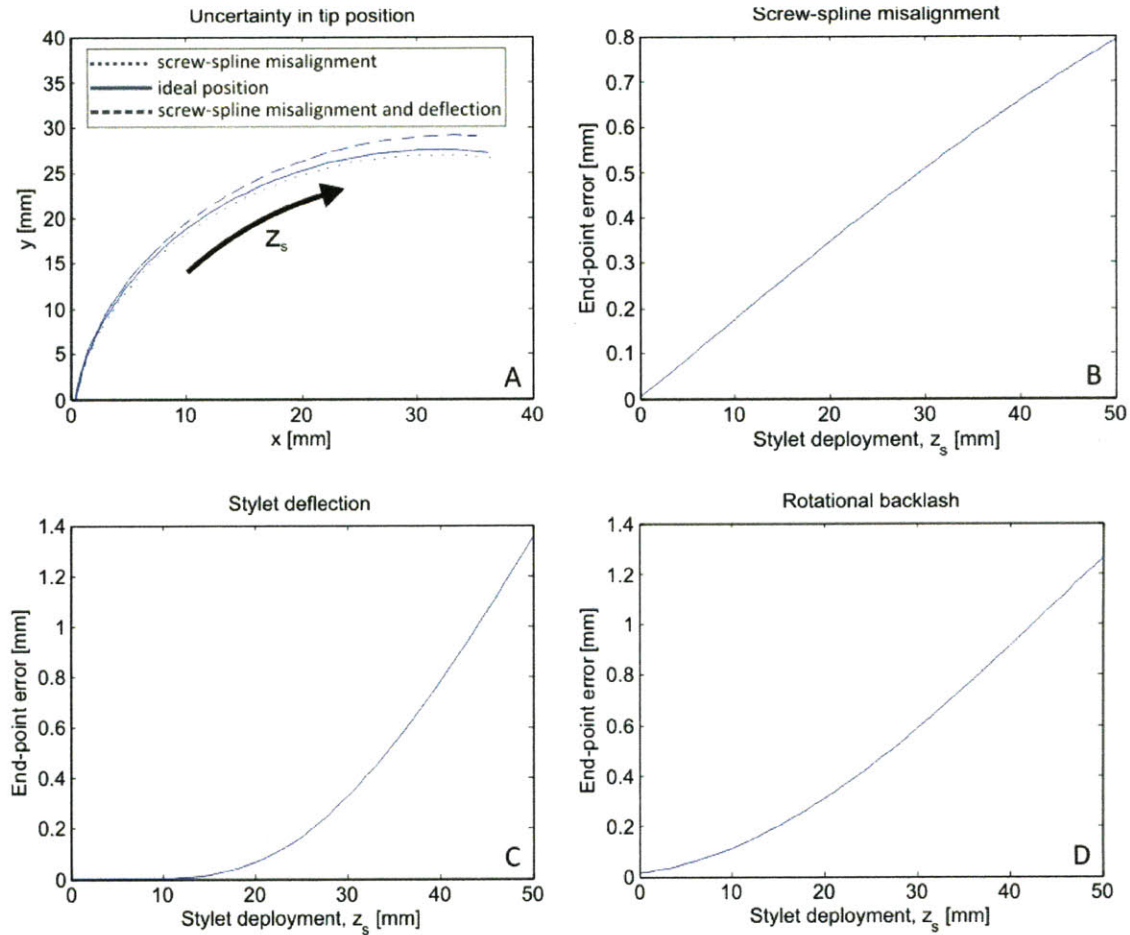 Uncertainty in tip position
40
35
30
25
20
15
10
5
0
y [mm]
screw-spline misalignment
ideal position
screw-spline misalignment and deflection
Zs
A
0 10 20 30 40
x [mm]
Screw-spline misalignment
0.8
0.7
0.6
0.5
0.4
0.3
0.2
0.1
0
End-point error [mm]
B
0 10 20 30 40 50
Stylet deployment, zs [mm]
Stylet deflection
1.4
1.2
1
0.8
0.6
0.4
0.2
0
End-point error [mm]
C
0 10 20 30 40 50
Stylet deployment, zs [mm]
Rotational backlash
1.4
1.2
1
0.8
0.6
0.4
0.2
0
End-point error [mm]
D
0 10 20 30 40 50
Stylet deployment, zs [mm]